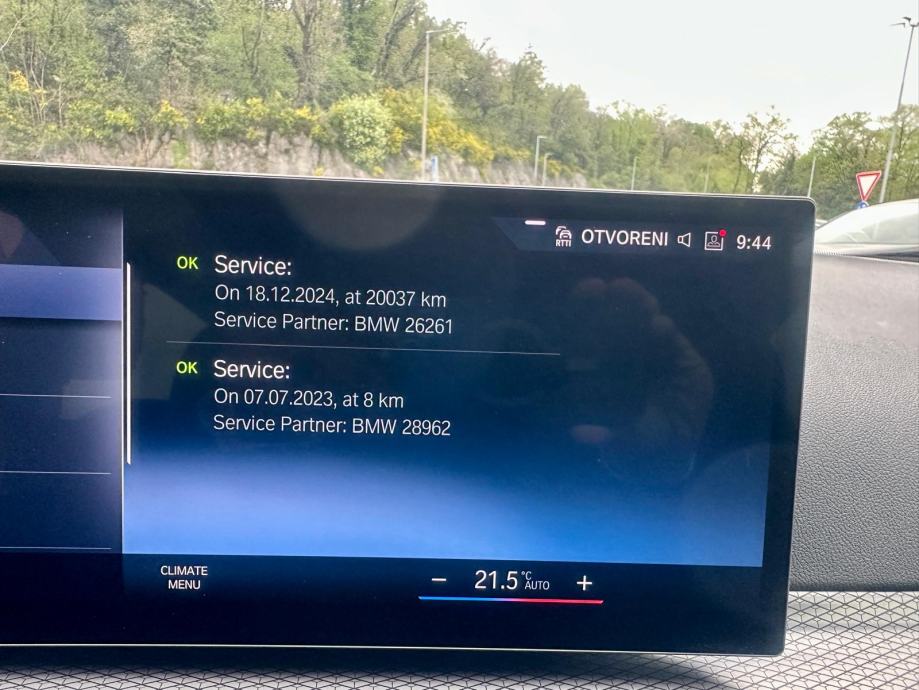 RTTI OTVORENI 9:44
OK Service:
On 18.12.2024, at 20037 km
Service Partner: BMW 26261
OK Service:
On 07.07.2023, at 8 km
Service Partner: BMW 28962
CLIMATE
MENU
− 21.5 °C AUTO +